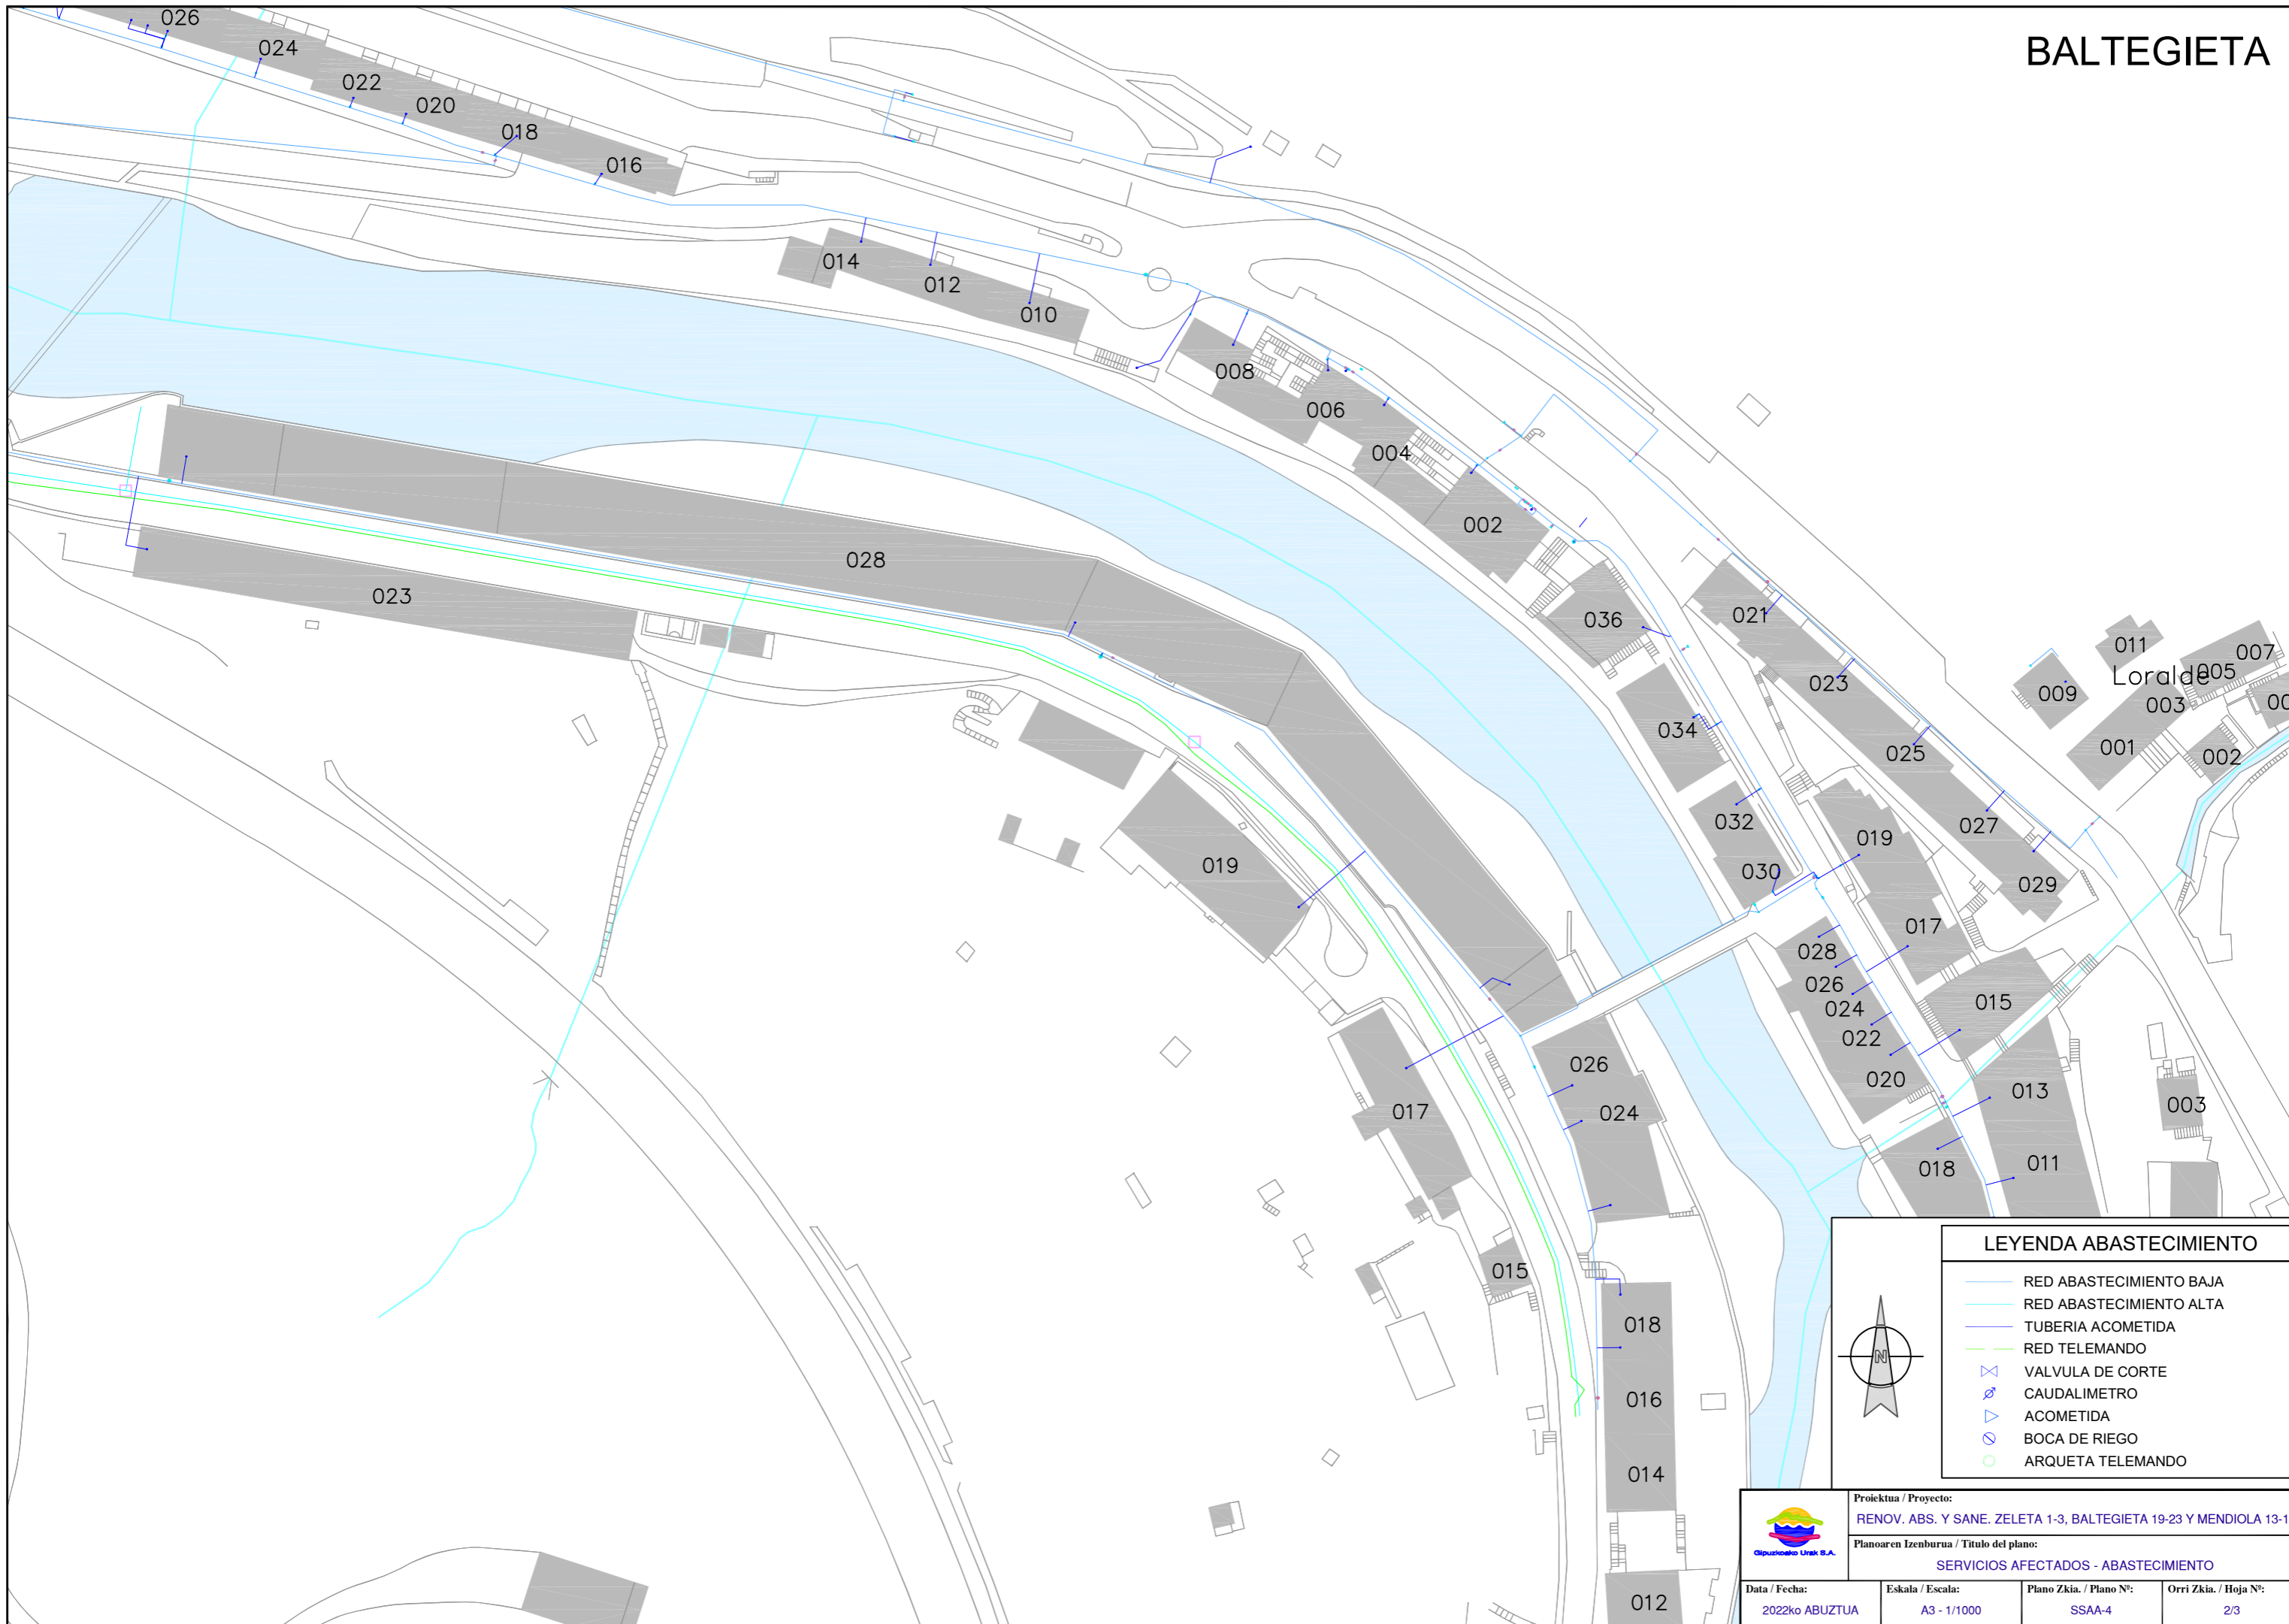 BALTEGIETA
026
024
022
020
018
016
014
012
010
008
006
004
002
028
023
036
021
023
034
025
032
027
019
030
029
017
028
026
024
022
020
015
013
018
011
003
011
007
Loralde
005
009
003
001
002
019
026
024
017
015
018
016
014
012
N
LEYENDA ABASTECIMIENTO
RED ABASTECIMIENTO BAJA
RED ABASTECIMIENTO ALTA
TUBERIA ACOMETIDA
RED TELEMANDO
VALVULA DE CORTE
CAUDALIMETRO
ACOMETIDA
BOCA DE RIEGO
ARQUETA TELEMANDO
Gipuzkoako Urak S.A.
Proiektua / Proyecto:
RENOV. ABS. Y SANE. ZELETA 1-3, BALTEGIETA 19-23 Y MENDIOLA 13-1
Planoaren Izenburua / Titulo del plano:
SERVICIOS AFECTADOS - ABASTECIMIENTO
Data / Fecha:
2022ko ABUZTUA
Eskala / Escala:
A3 - 1/1000
Plano Zkia. / Plano Nº:
SSAA-4
Orri Zkia. / Hoja Nº:
2/3